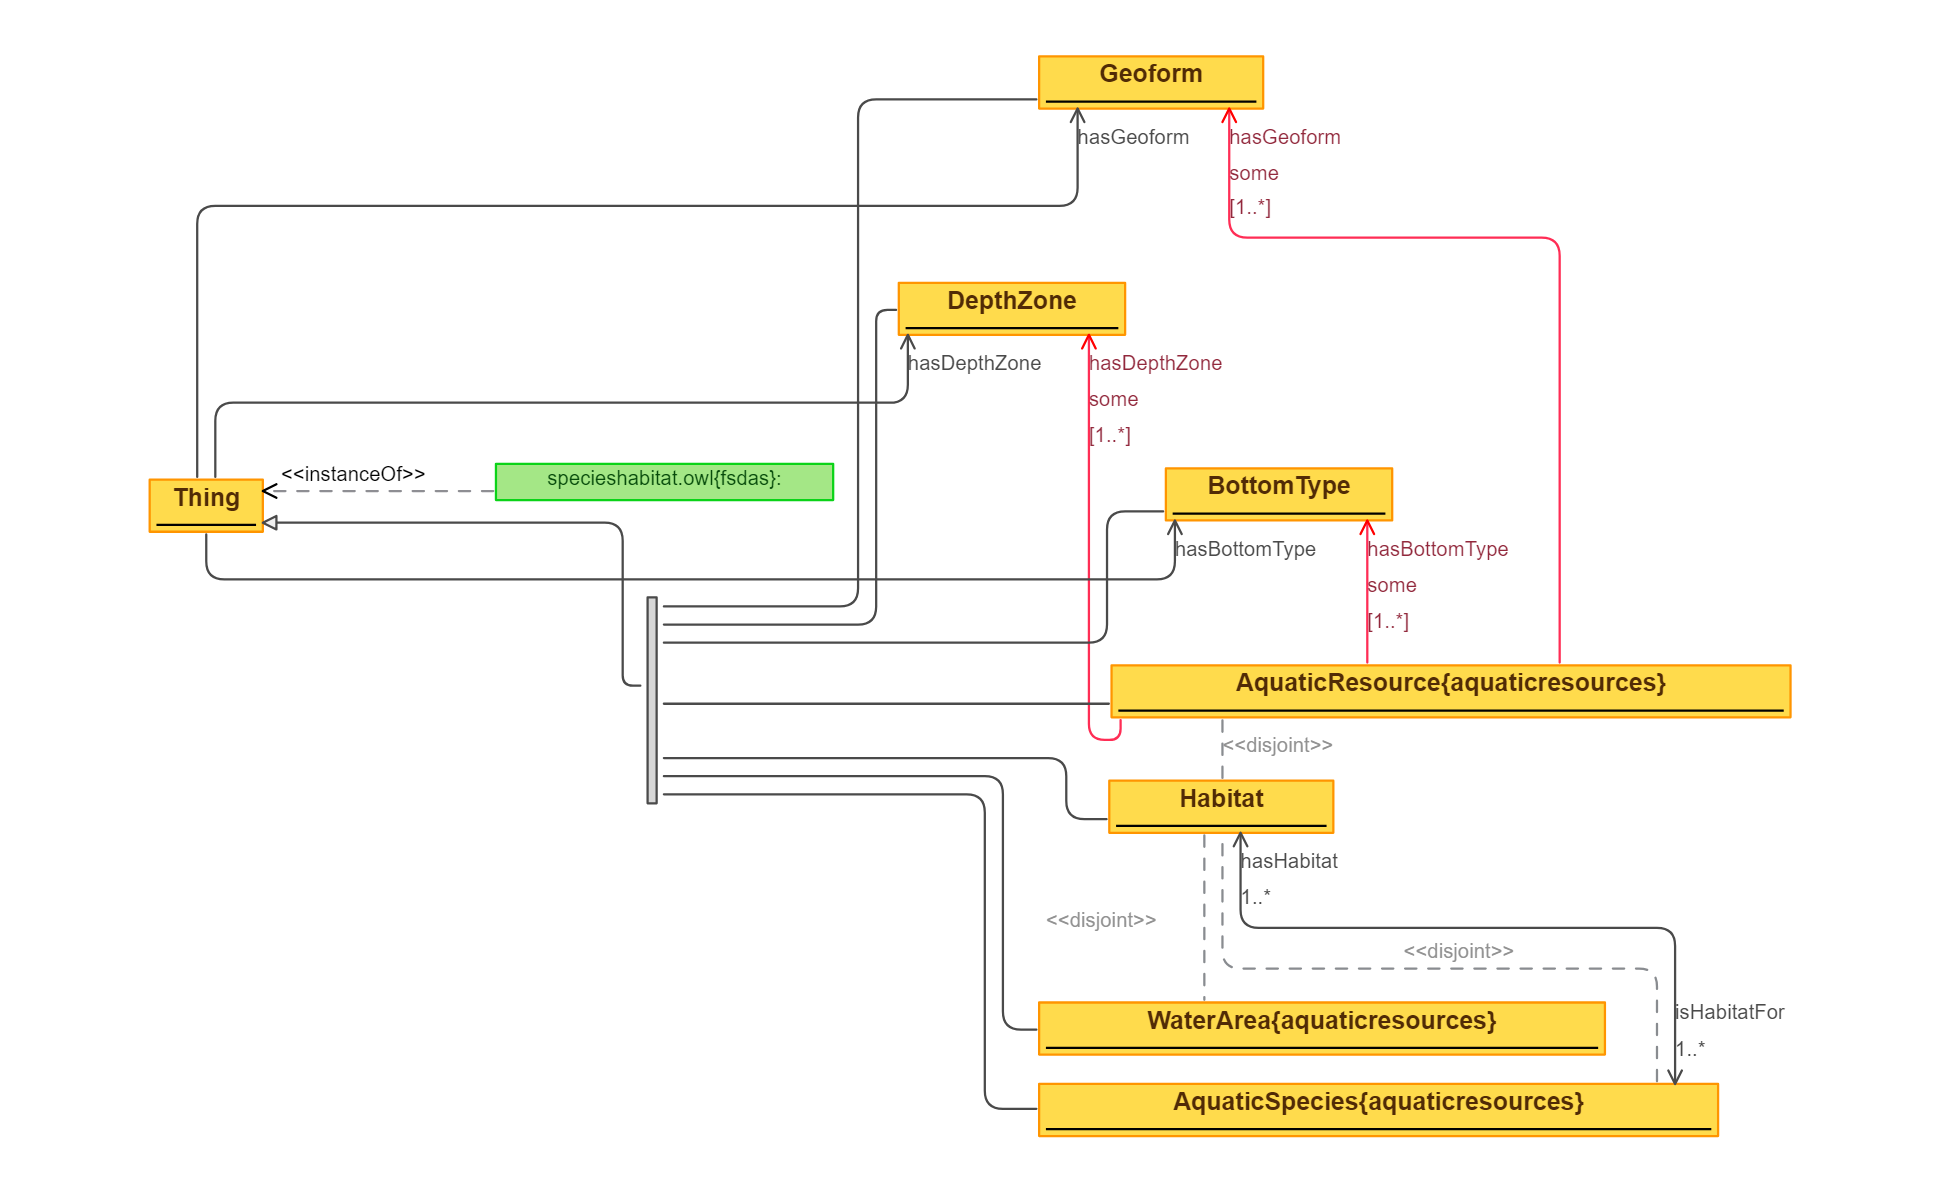 Geoform
hasGeoform
hasGeoform
some
[1..*]
DepthZone
hasDepthZone
hasDepthZone
some
[1..*]
<<instanceOf>>
specieshabitat.owl{fsdas}:
Thing
BottomType
hasBottomType
hasBottomType
some
[1..*]
AquaticResource{aquaticresources}
<<disjoint>>
Habitat
hasHabitat
1..*
<<disjoint>>
<<disjoint>>
isHabitatFor
1..*
WaterArea{aquaticresources}
AquaticSpecies{aquaticresources}